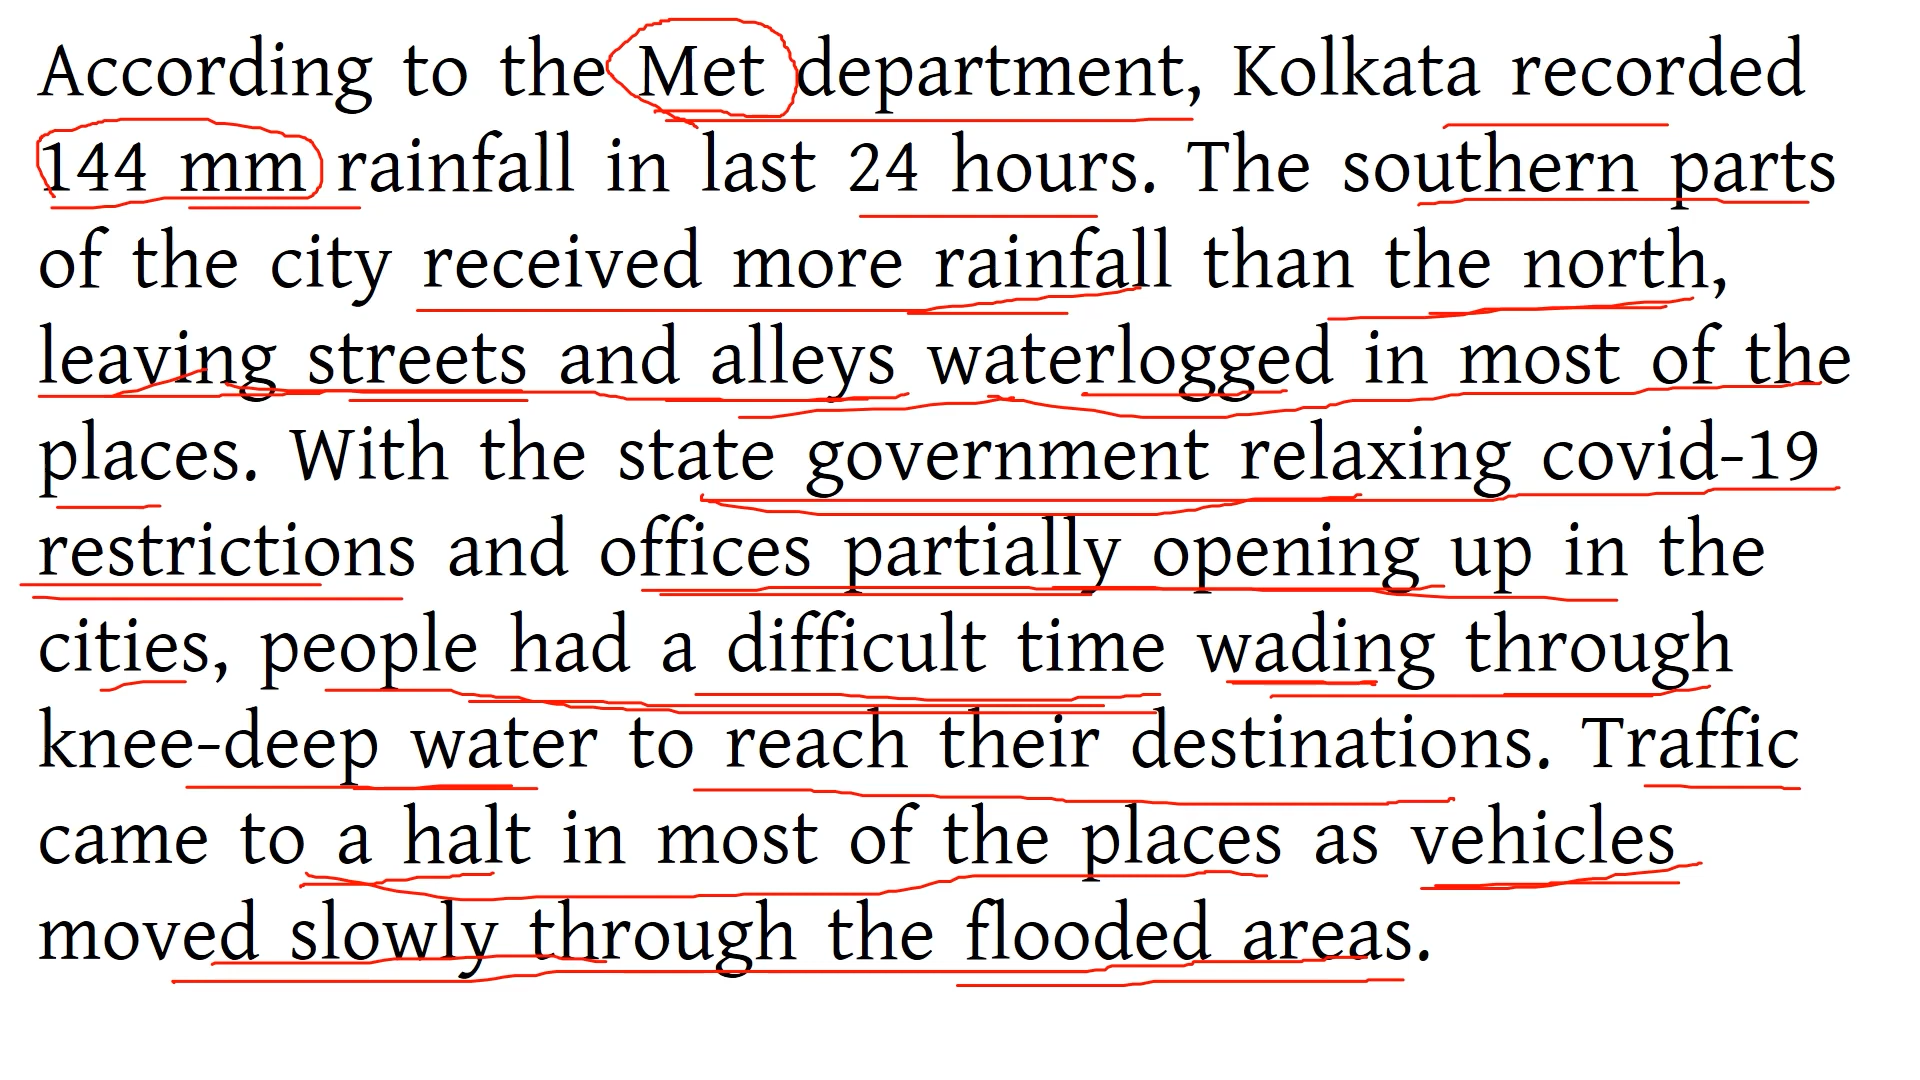 According to the Met department, Kolkata recorded
144 mm rainfall in last 24 hours. The southern parts
of the city received more rainfall than the north,
leaving streets and alleys waterlogged in most of the
places. With the state government relaxing covid-19
restrictions and offices partially opening up in the
cities, people had a difficult time wading through
knee-deep water to reach their destinations. Traffic
came to a halt in most of the places as vehicles
moved slowly through the flooded areas.